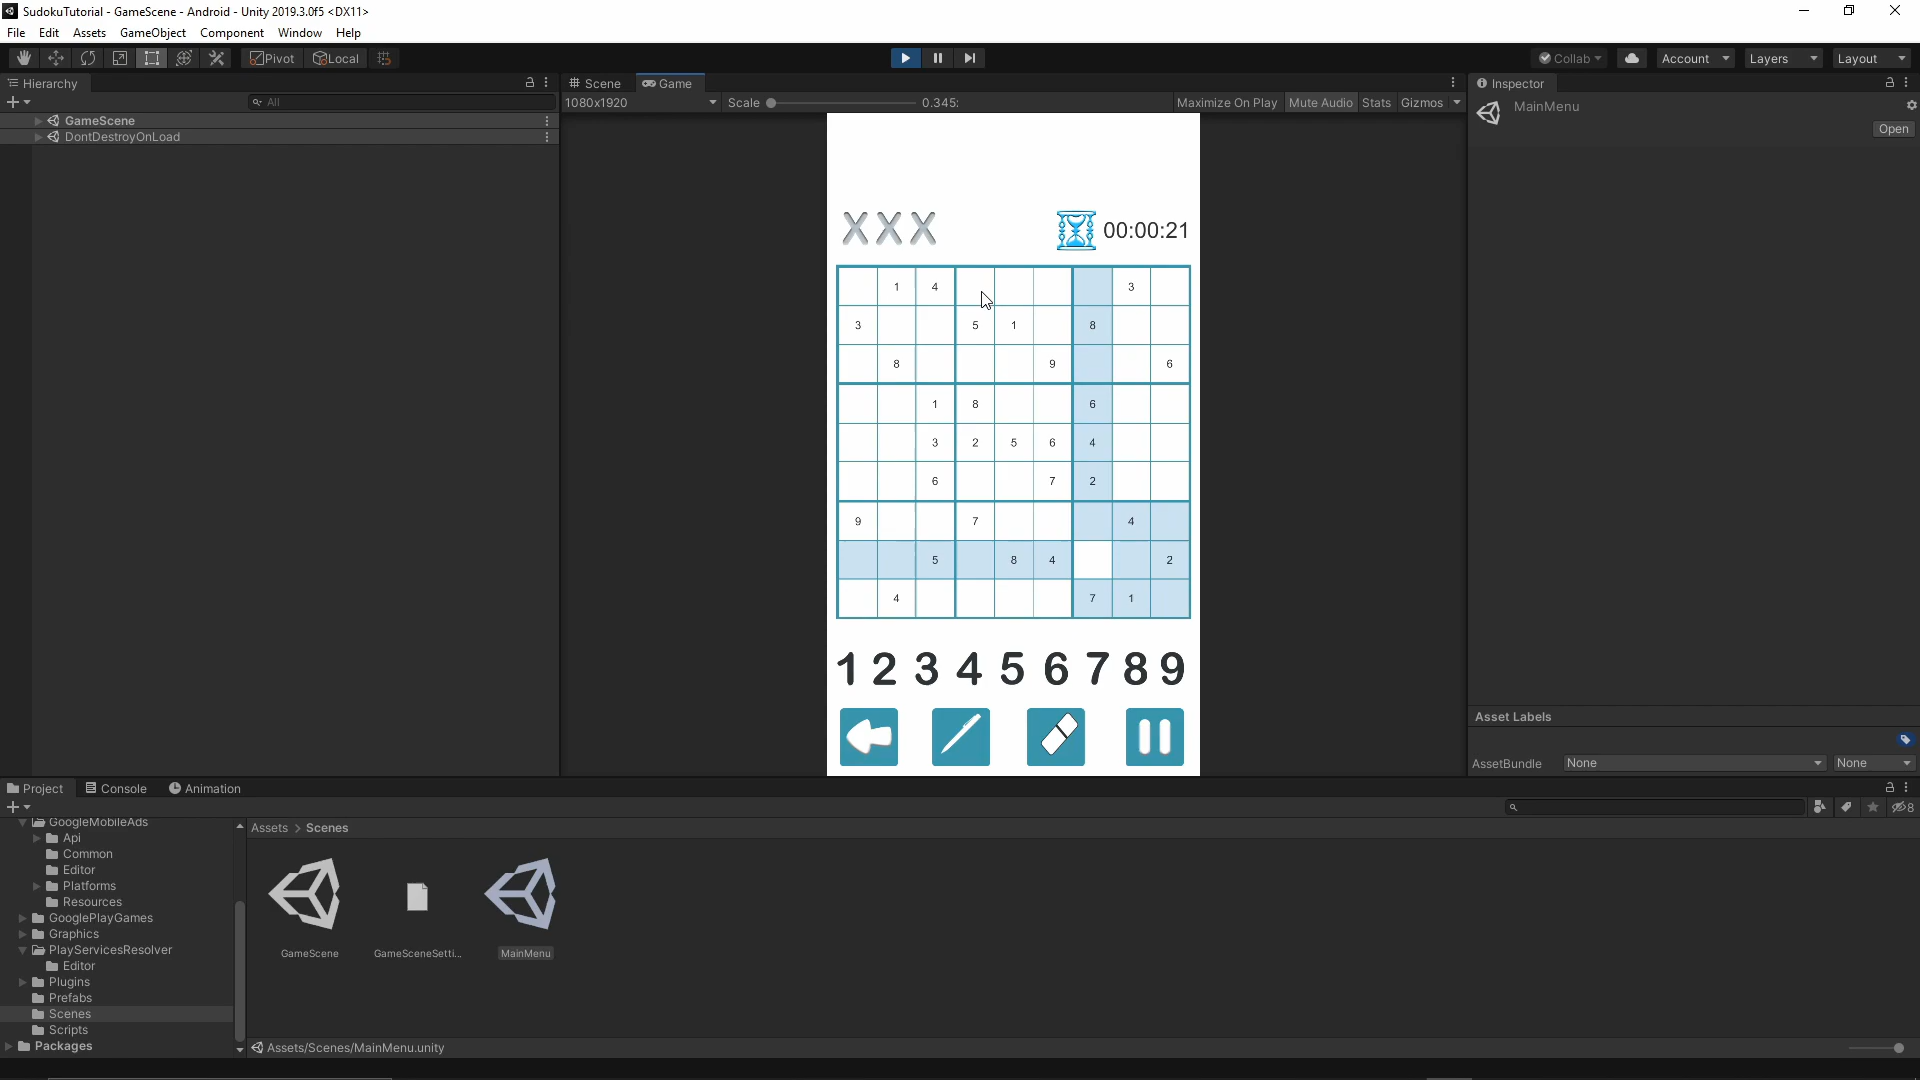 SudokuTutorial - GameScene - Android - Unity 2019.3.0f5 <DX11>
File Edit Assets GameObject Component Window Help
Pivot Local Collab Account Layers Layout
Hierarchy
All
GameScene
DontDestroyOnLoad
Scene Game
1080x1920 Scale 0.345: Maximize On Play Mute Audio Stats Gizmos
X X X 00:00:21
1 4 3
3 5 1 8
8 9 6
1 8 6
3 2 5 6 4
6 7 2
9 7 4
5 8 4 2
4 7 1
1 2 3 4 5 6 7 8 9
Inspector
MainMenu
Open
Asset Labels
AssetBundle None None
Project Console Animation
8
GoogleMobileAds
Api
Common
Editor
Platforms
Resources
GooglePlayGames
Graphics
PlayServicesResolver
Editor
Plugins
Prefabs
Scenes
Scripts
Packages
Assets > Scenes
GameScene GameSceneSetti... MainMenu
Assets/Scenes/MainMenu.unity